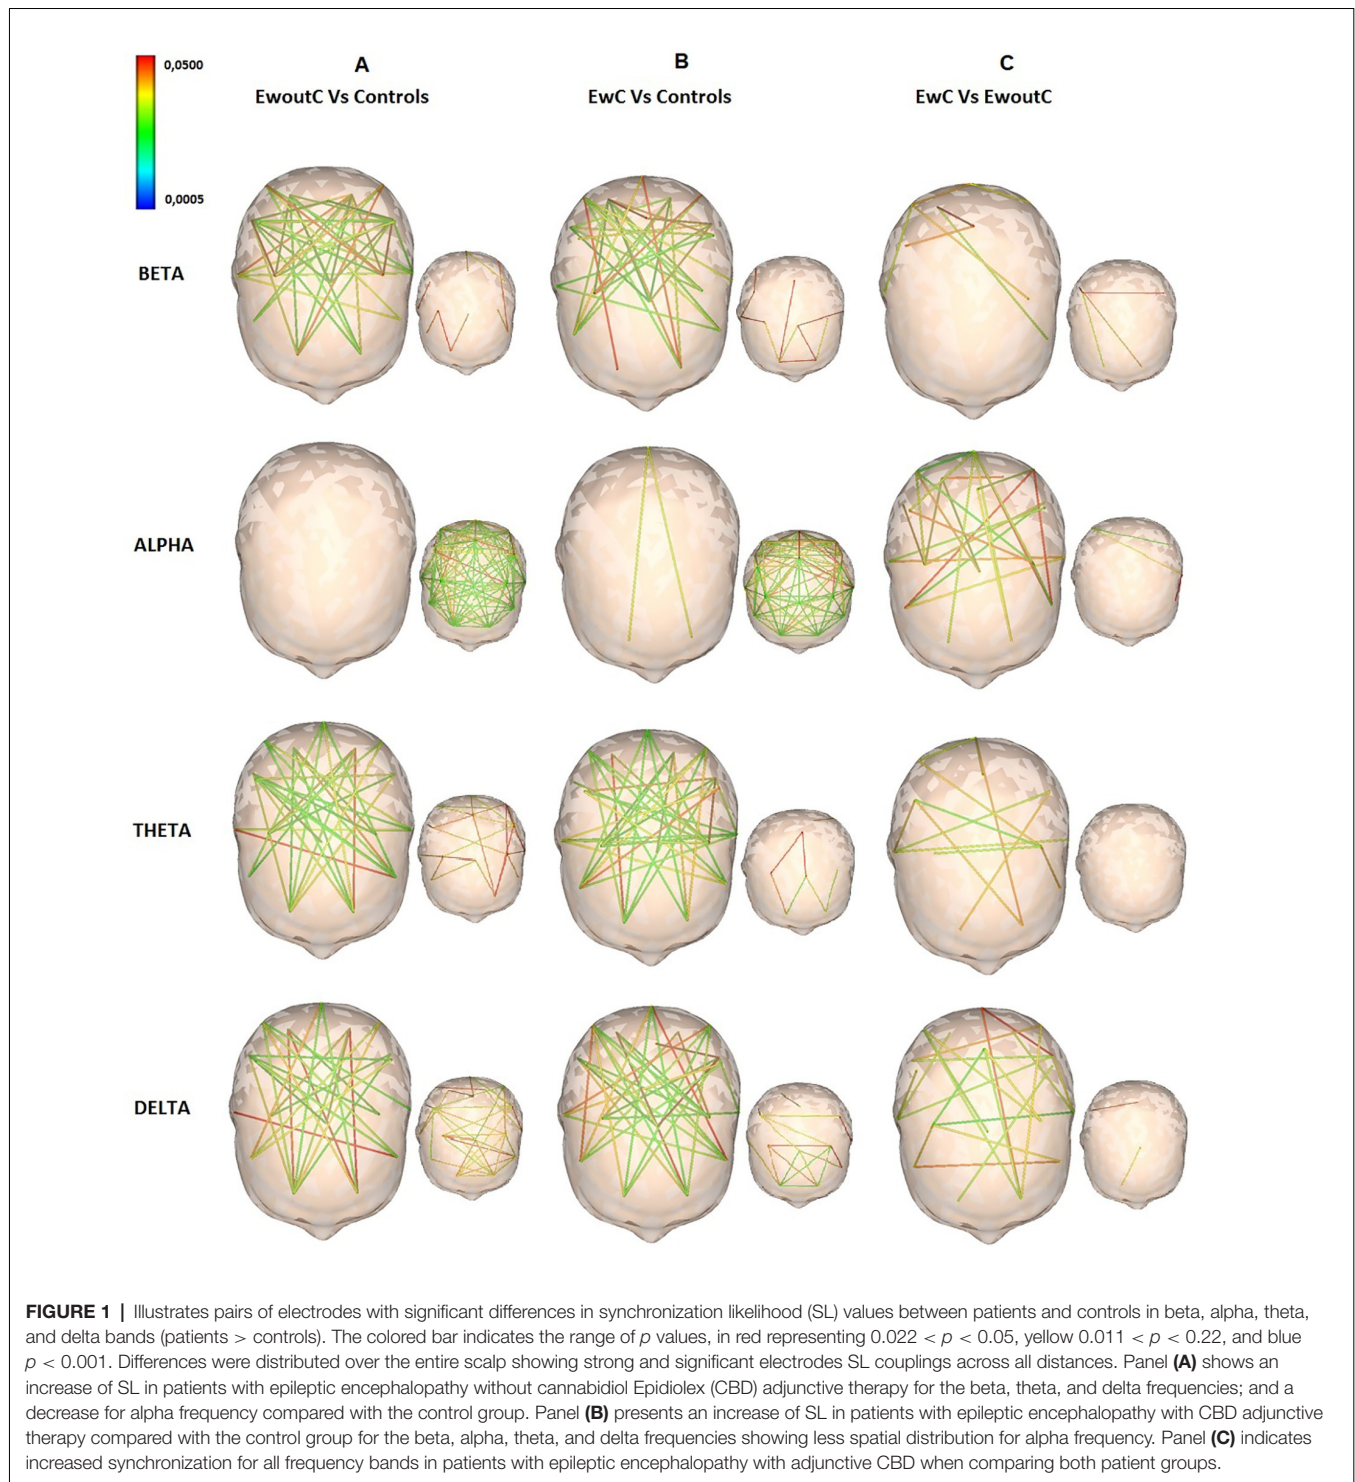 A
B
C
EwoutC Vs Controls
EwC Vs Controls
EwC Vs EwoutC
0,0500
0,0005
BETA
ALPHA
THETA
DELTA
FIGURE 1 | Illustrates pairs of electrodes with significant differences in synchronization likelihood (SL) values between patients and controls in beta, alpha, theta,
and delta bands (patients > controls). The colored bar indicates the range of p values, in red representing 0.022 < p < 0.05, yellow 0.011 < p < 0.22, and blue
p < 0.001. Differences were distributed over the entire scalp showing strong and significant electrodes SL couplings across all distances. Panel (A) shows an
increase of SL in patients with epileptic encephalopathy without cannabidiol Epidiolex (CBD) adjunctive therapy for the beta, theta, and delta frequencies; and a
decrease for alpha frequency compared with the control group. Panel (B) presents an increase of SL in patients with epileptic encephalopathy with CBD adjunctive
therapy compared with the control group for the beta, alpha, theta, and delta frequencies showing less spatial distribution for alpha frequency. Panel (C) indicates
increased synchronization for all frequency bands in patients with epileptic encephalopathy with adjunctive CBD when comparing both patient groups.